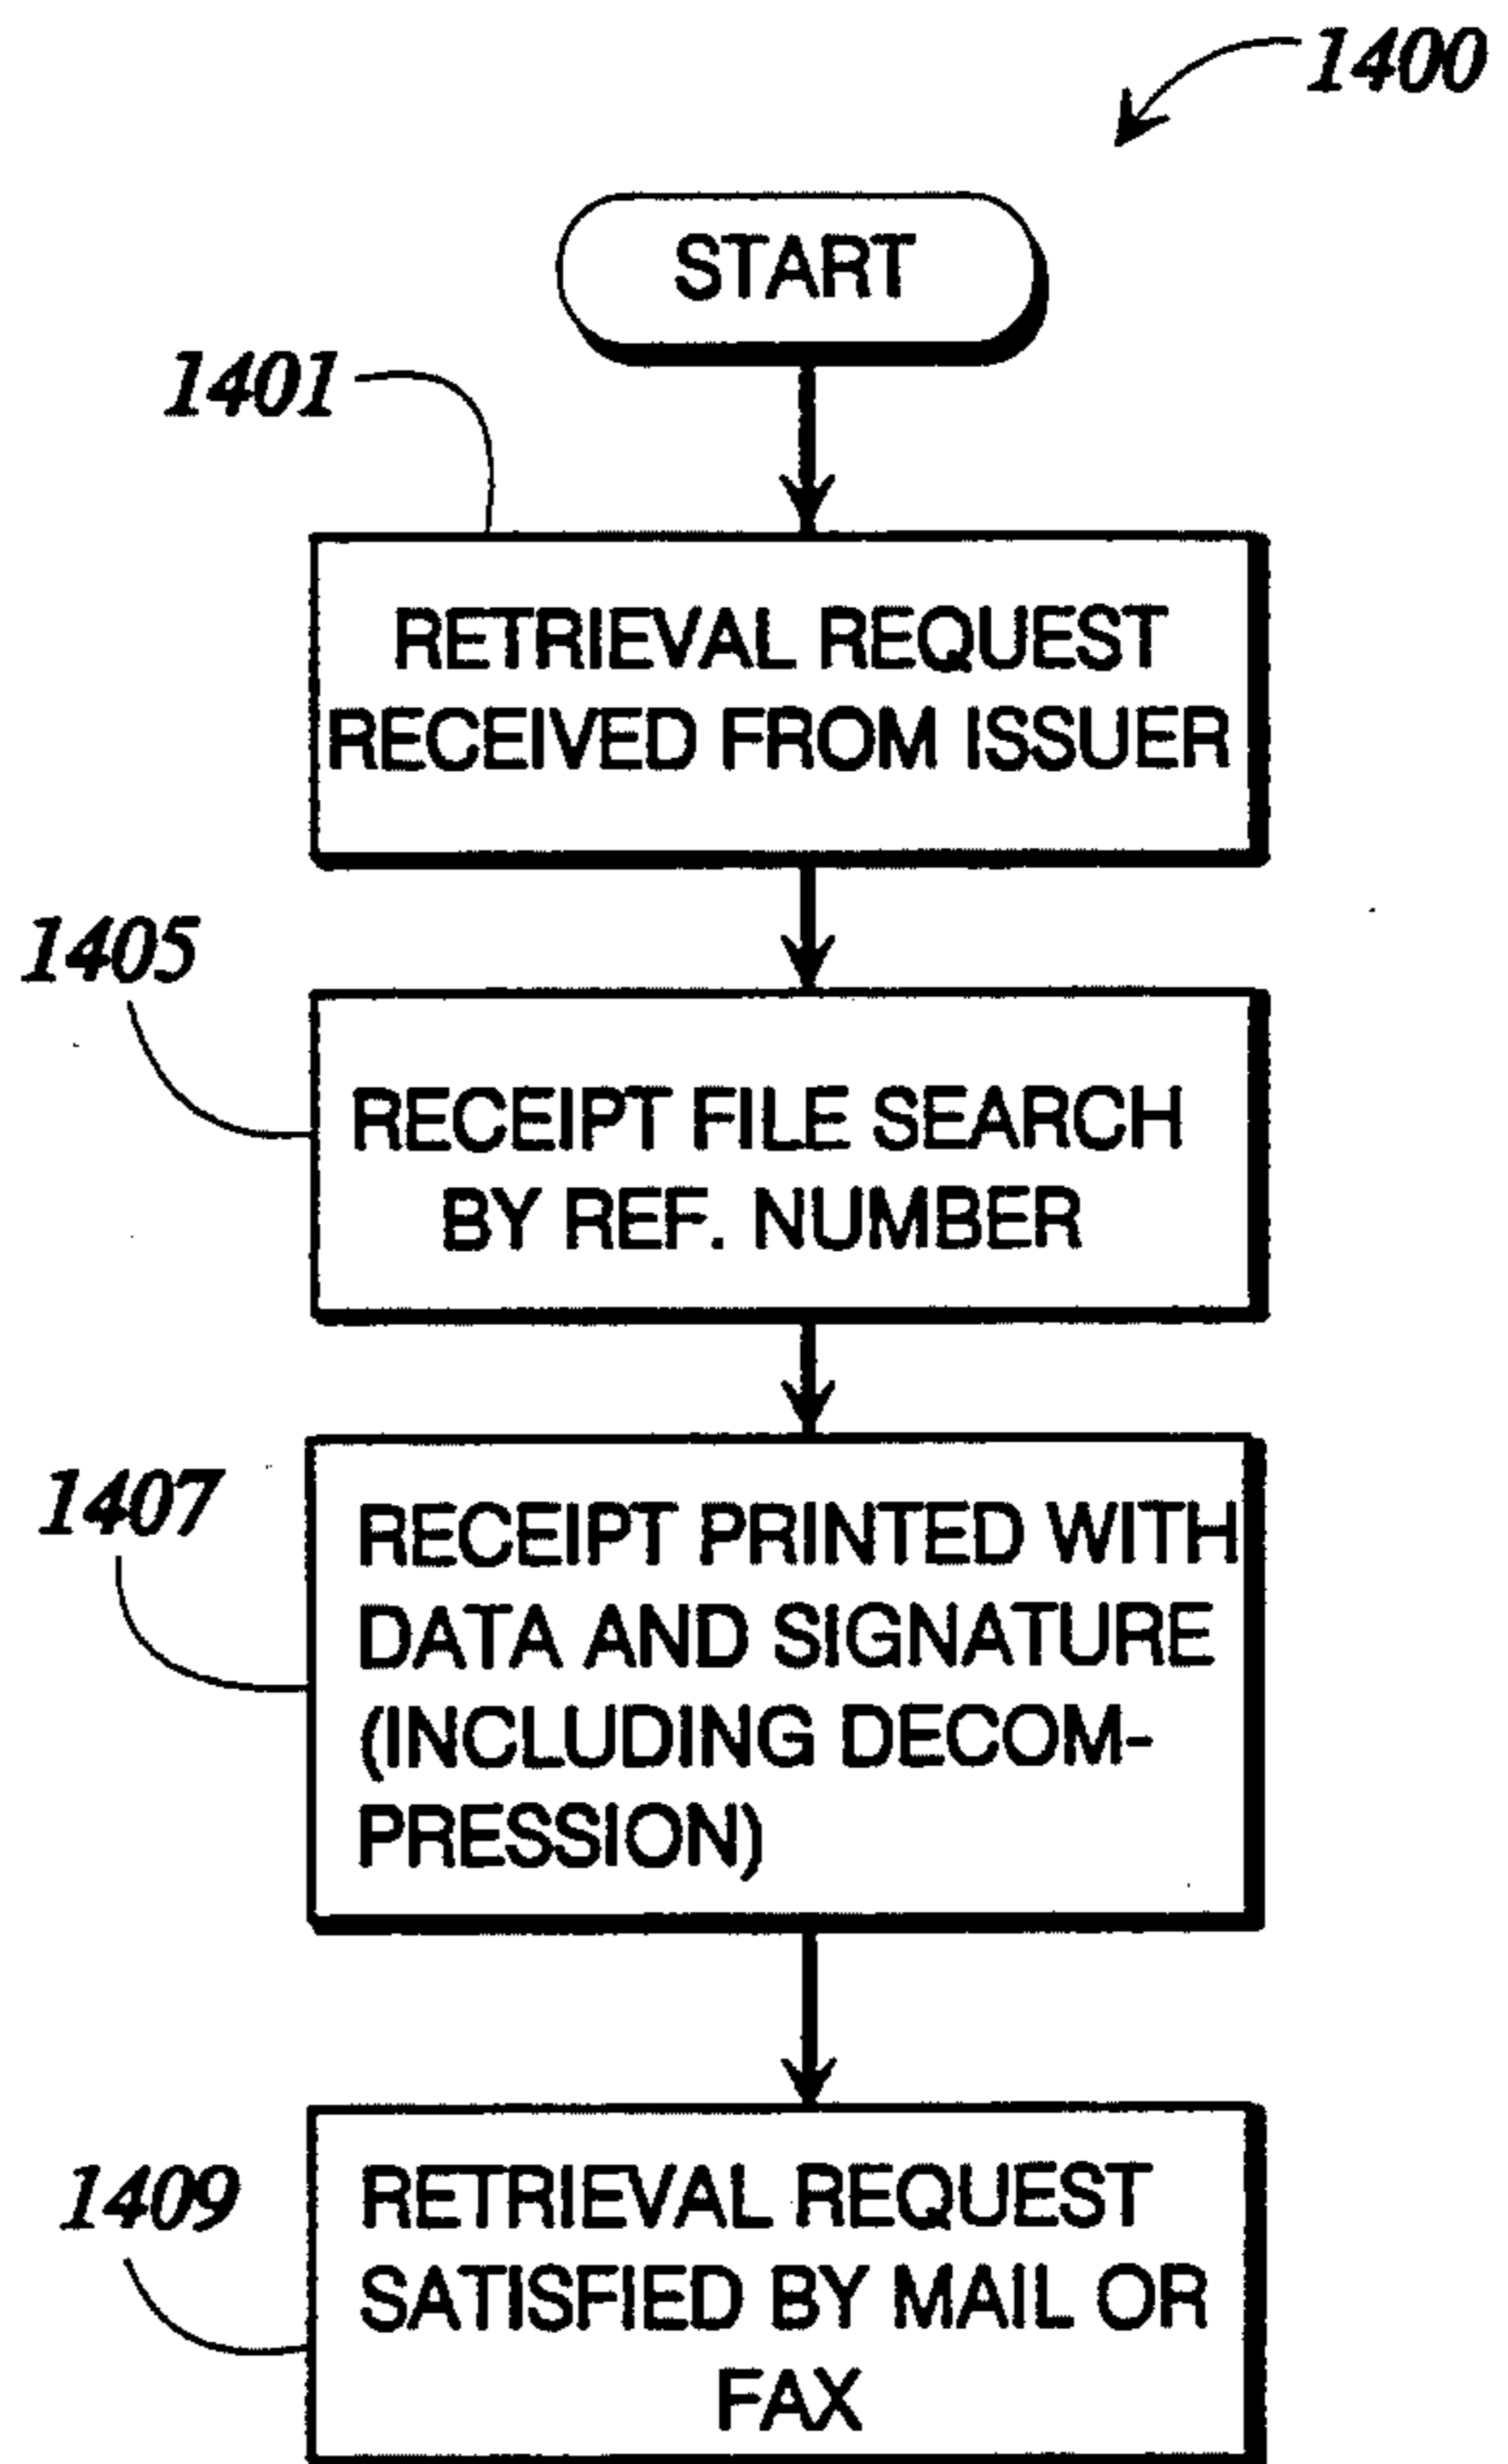 1400
START
1401
RETRIEVAL REQUEST
RECEIVED FROM ISSUER
1405
RECEIPT FILE SEARCH
BY REF. NUMBER
1407
RECEIPT PRINTED WITH
DATA AND SIGNATURE
(INCLUDING DECOM-
PRESSION)
1409
RETRIEVAL REQUEST
SATISFIED BY MAIL OR
FAX